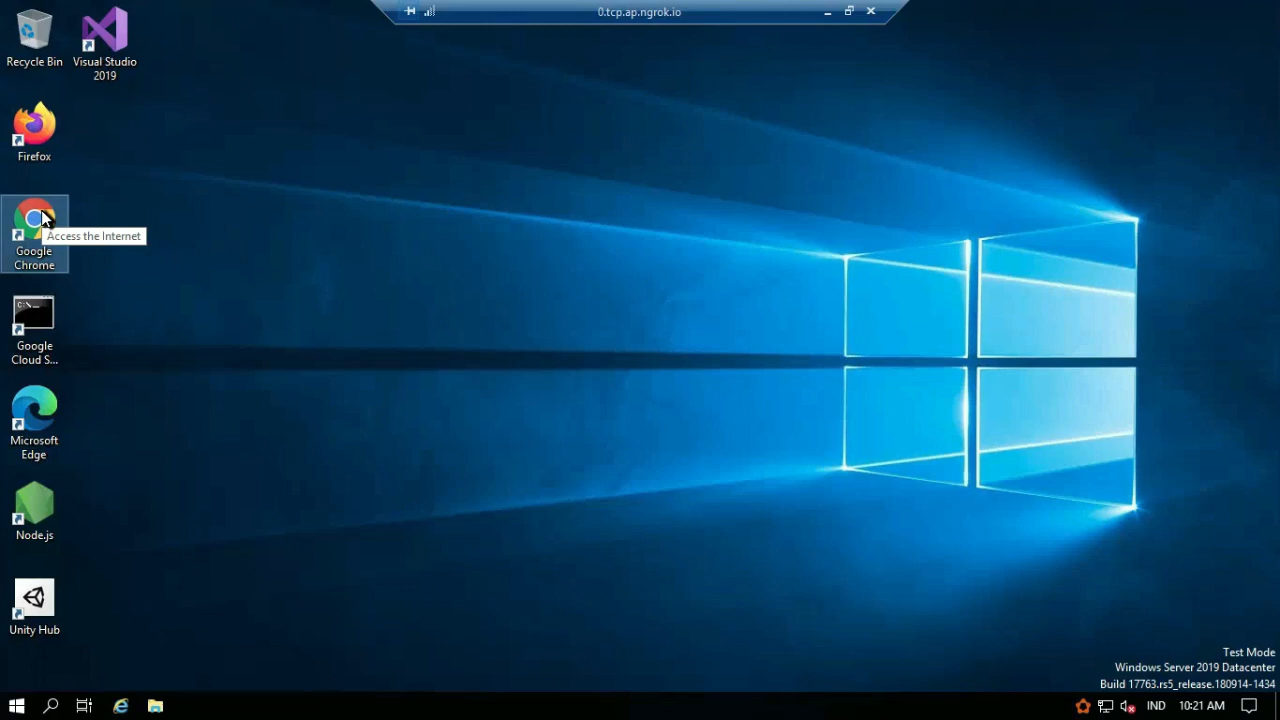 0.tcp.ap.ngrok.io
Recycle Bin
Visual Studio
2019
Firefox
Access the Internet
Google
Chrome
C:\_
Google
Cloud S...
Microsoft
Edge
Node.js
Unity Hub
Test Mode
Windows Server 2019 Datacenter
Build 17763.rs5_release.180914-1434
IND
10:21 AM